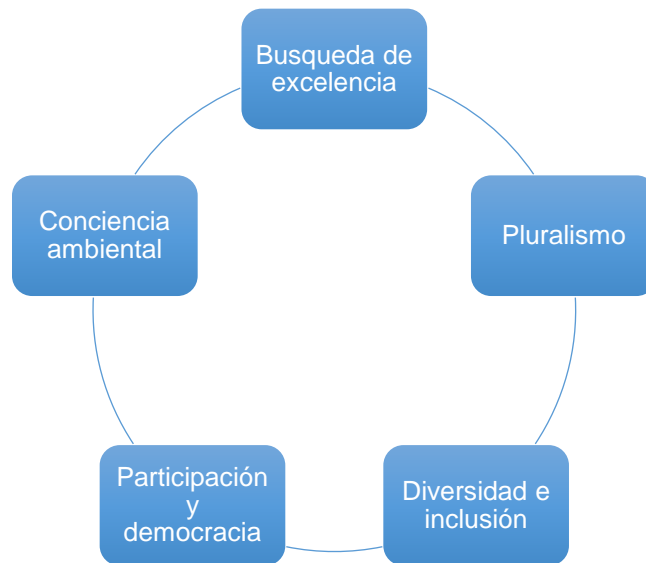 Busqueda de
excelencia
Pluralismo
Diversidad e
inclusión
Participación
y
democracia
Conciencia
ambiental